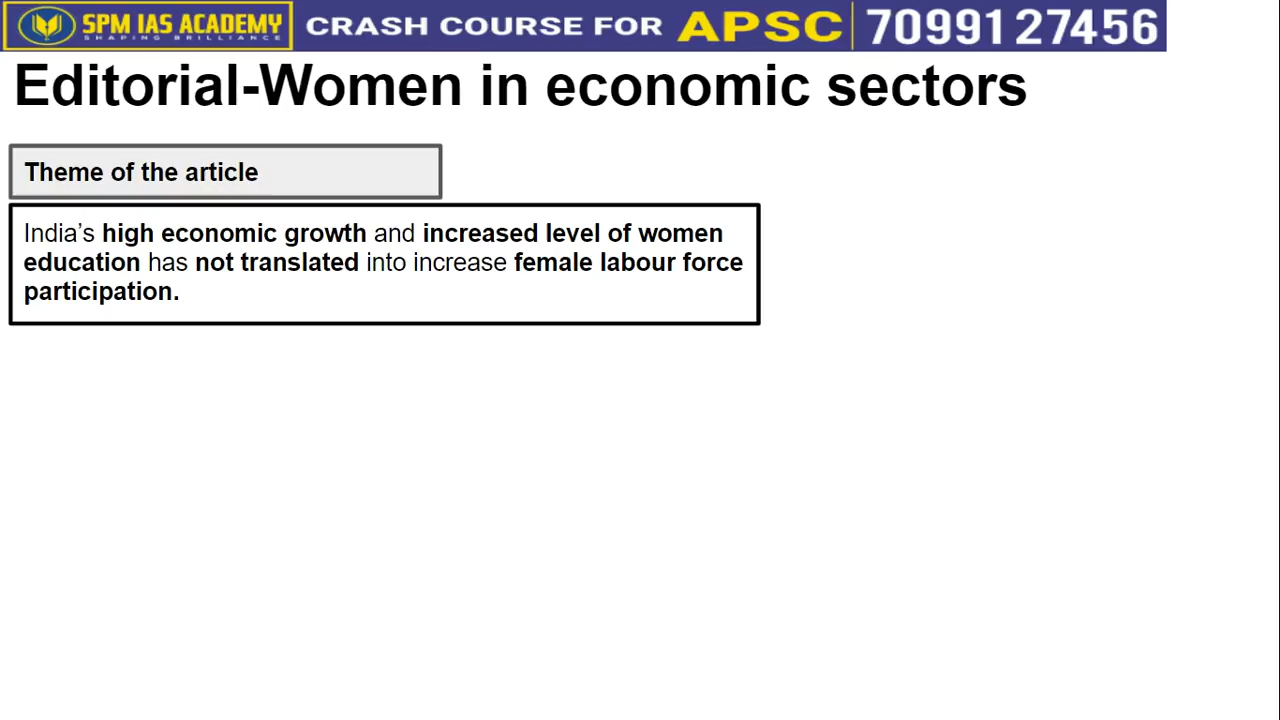 SPM IAS ACADEMY
SHAPING BRILLIANCE
CRASH COURSE FOR APSC 70991 27456
Editorial-Women in economic sectors
Theme of the article
India’s high economic growth and increased level of women
education has not translated into increase female labour force
participation.